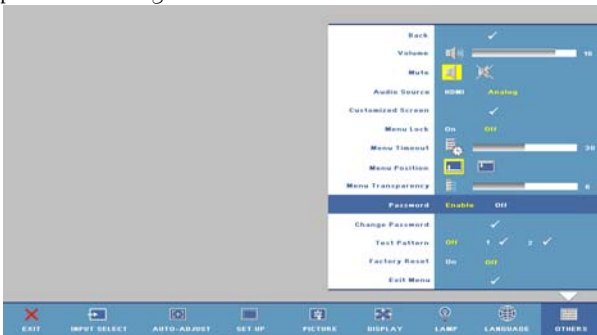 Back
Volume 16
Mute
Audio Source HDMI Analog
Customized Screen
Menu Lock On Off
Menu Timeout 30
Menu Position
Menu Transparency 6
Password Enable Off
Change Password
Test Pattern Off 1 2
Factory Reset On Off
Exit Menu
EXIT INPUT SELECT AUTO-ADJUST SET UP PICTURE DISPLAY LAMP LANGUAGE OTHERS